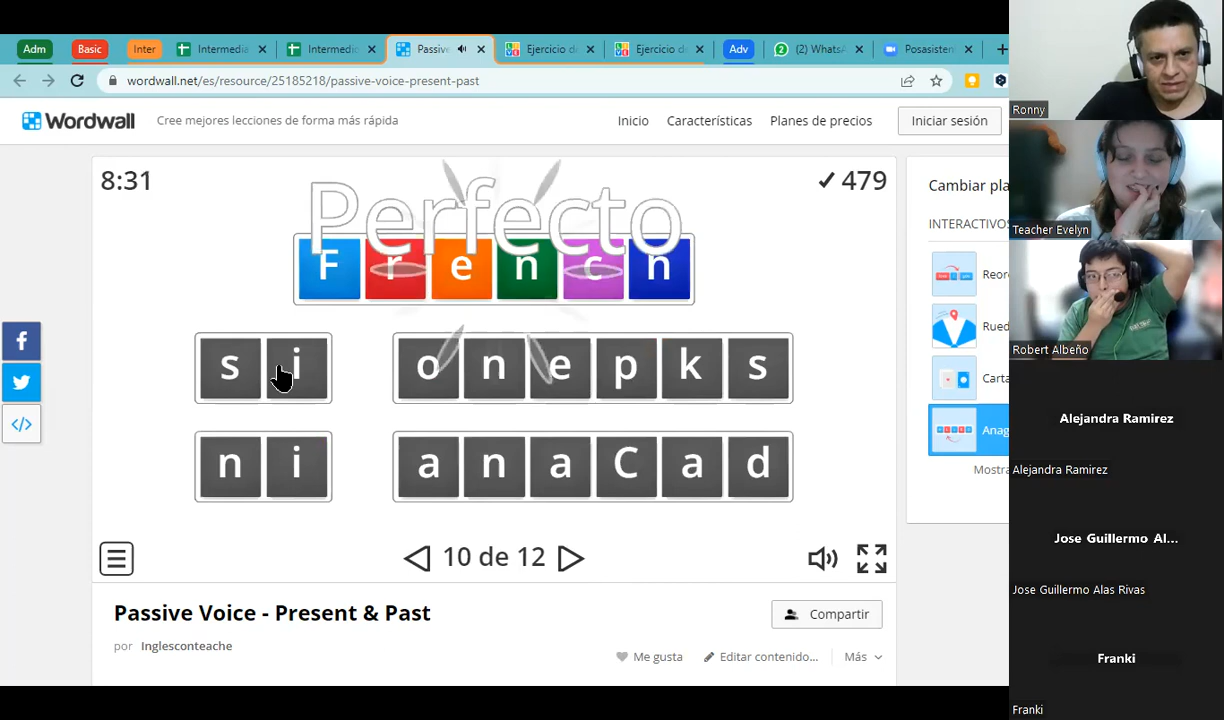 Adm
Basic
Inter
Intermedia
Intermedio
Passive
Ejercicio d
Ejercicio de
Adv
(2) WhatsA
Posasisten
wordwall.net/es/resource/25185218/passive-voice-present-past
Wordwall
Cree mejores lecciones de forma más rápida
Inicio
Características
Planes de precios
Iniciar sesión
8:31
Perfecto
479
F r e n c h
s i
o n e p k s
n i
a n a C a d
10 de 12
Cambiar pla
INTERACTIVOS
Reor
Rued
Carta
Anag
Mostra
Passive Voice - Present & Past
por Inglesconteache
Compartir
Me gusta
Editar contenido...
Más
Ronny
Teacher Evelyn
Robert Albeño
Alejandra Ramirez
Alejandra Ramirez
Jose Guillermo Al...
Jose Guillermo Alas Rivas
Franki
Franki